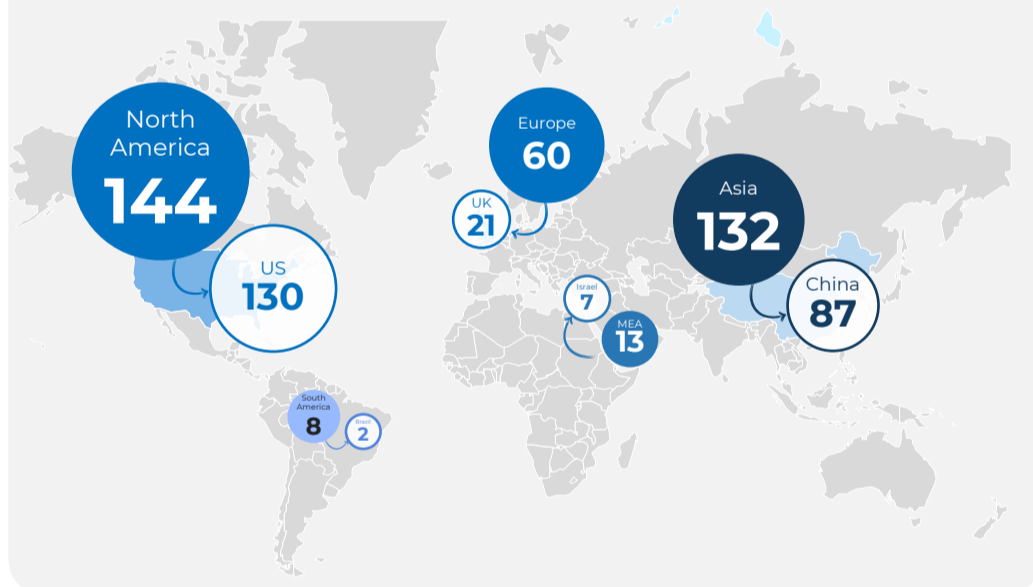 North
America
144
US
130
Europe
60
UK
21
Asia
132
China
87
Israel
7
MEA
13
South
America
8
Brazil
2